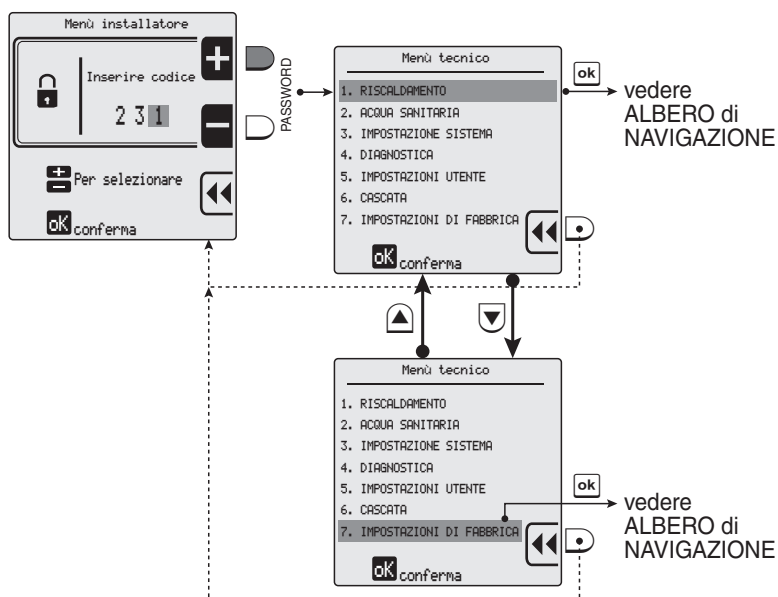 Menù installatore
Inserire codice
2 3 1
Per selezionare
oK conferma
PASSWORD
Menù tecnico
1. RISCALDAMENTO
2. ACQUA SANITARIA
3. IMPOSTAZIONE SISTEMA
4. DIAGNOSTICA
5. IMPOSTAZIONI UTENTE
6. CASCATA
7. IMPOSTAZIONI DI FABBRICA
oK conferma
ok
vedere
ALBERO di
NAVIGAZIONE
Menù tecnico
1. RISCALDAMENTO
2. ACQUA SANITARIA
3. IMPOSTAZIONE SISTEMA
4. DIAGNOSTICA
5. IMPOSTAZIONI UTENTE
6. CASCATA
7. IMPOSTAZIONI DI FABBRICA
oK conferma
ok
vedere
ALBERO di
NAVIGAZIONE